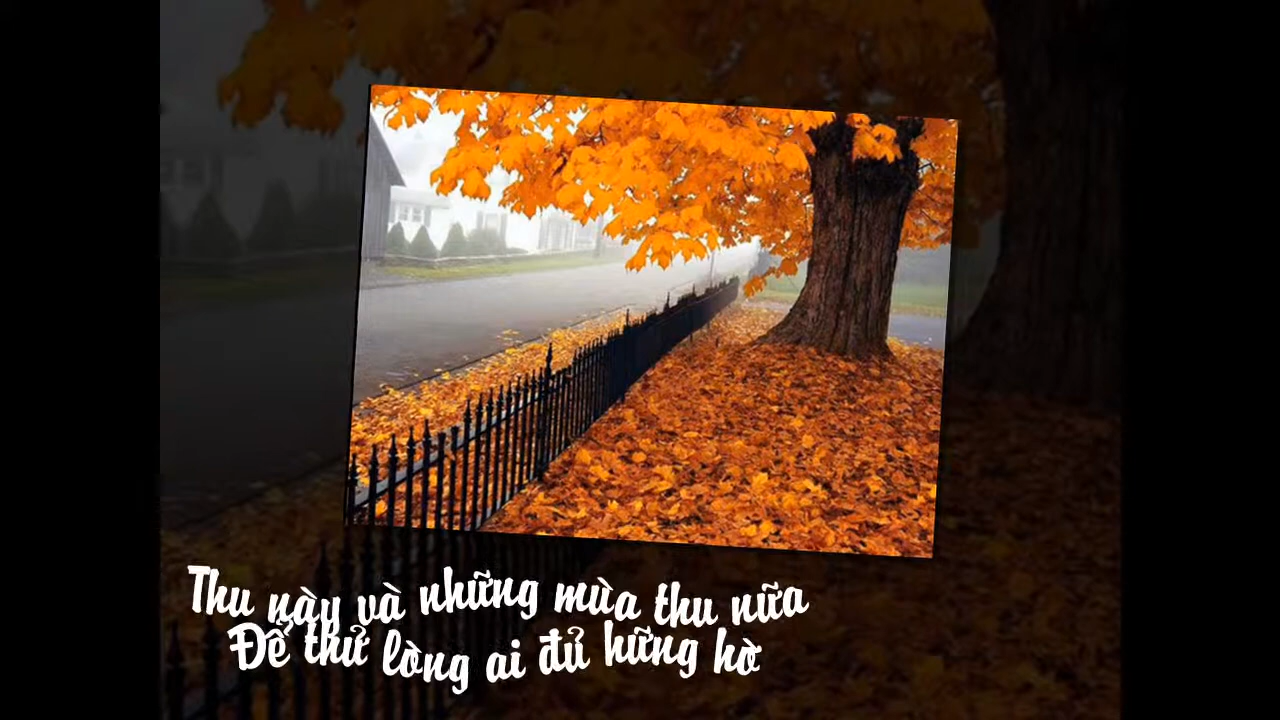 Thu này và những mùa thu nữa
Để thử lòng ai đủ hững hờ